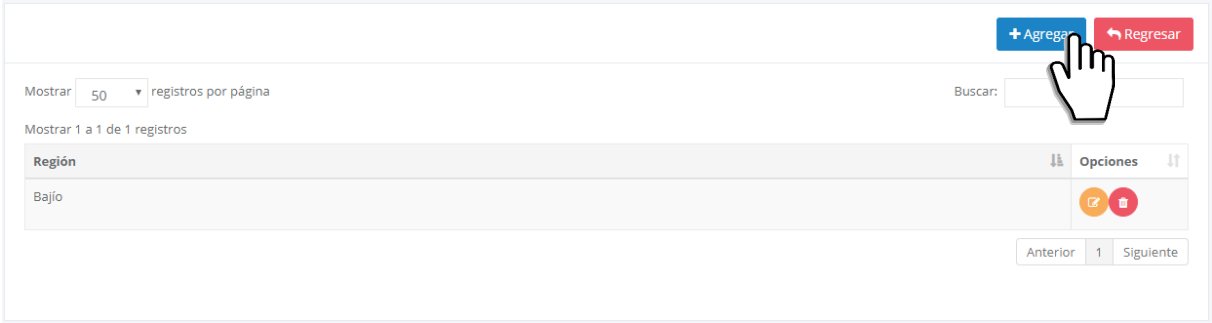 Agregar Regresar
Mostrar 50 registros por página Buscar:
Mostrar 1 a 1 de 1 registros
Región Opciones
Bajío
Anterior 1 Siguiente